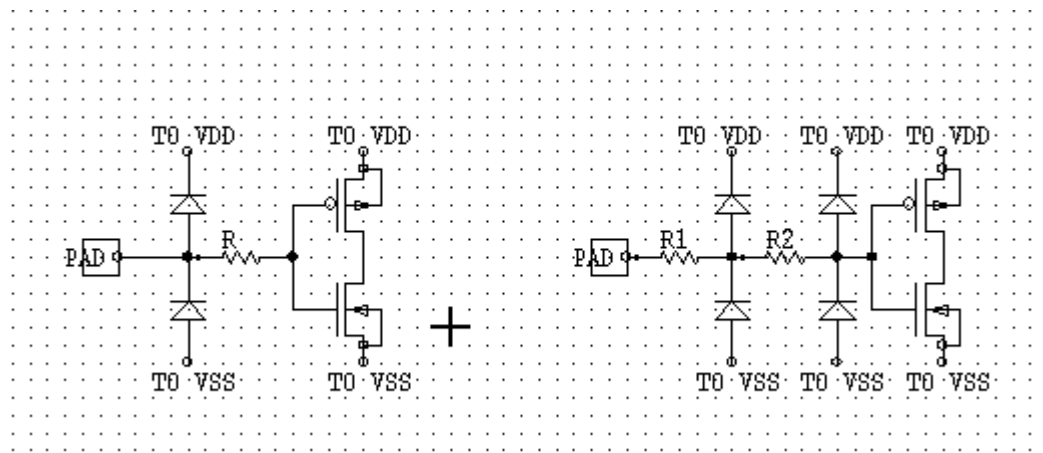 TO VDD TO VDD TO VDD TO VDD TO VDD
PAD R PAD R1 R2
TO VSS TO VSS TO VSS TO VSS TO VSS